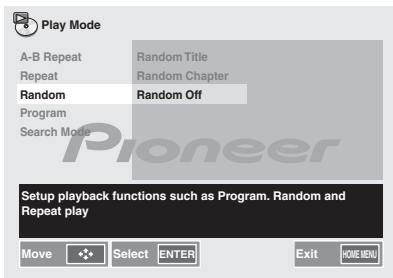 Play Mode
A-B Repeat
Random Title
Repeat
Random Chapter
Random
Random Off
Program
Search Mode
Pioneer
Setup playback functions such as Program. Random and
Repeat play
Move
Select ENTER
Exit HOME MENU